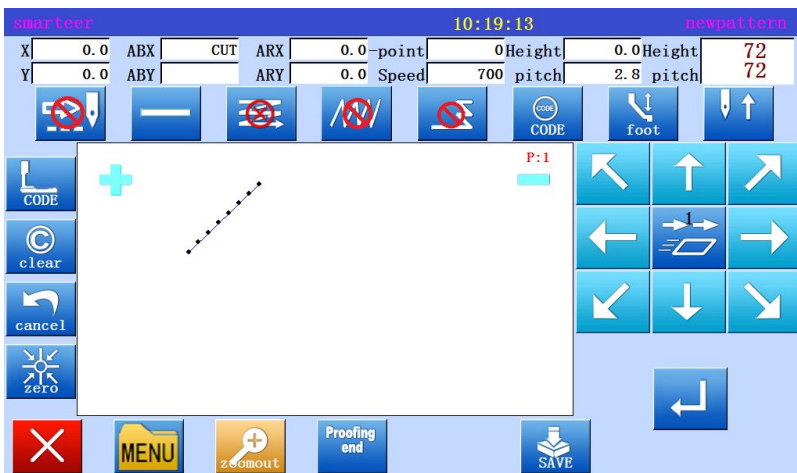 smarteer 10:19:13 newpattern
X 0.0 ABX CUT ARX 0.0 -point 0 Height 0.0 Height 72
Y 0.0 ABY ARY 0.0 Speed 700 pitch 2.8 pitch 72
CODE
CODE foot
P:1
CODE
1
clear
cancel
zero
MENU
zoomout
Proofing
end
SAVE